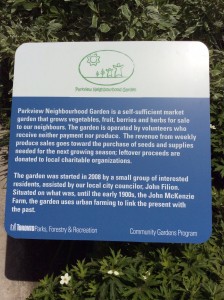 Parkview Neighbourhood Garden
Parkview Neighbourhood Garden is a self-sufficient market
garden that grows vegetables, fruit, berries and herbs for sale
to our neighbours. The garden is operated by volunteers who
receive neither payment nor produce. The revenue from weekly
produce sales goes toward the purchase of seeds and supplies
needed for the next growing season; leftover proceeds are
donated to local charitable organizations.
The garden was started in 2008 by a small group of interested
residents, assisted by our local city councilor, John Filion.
Situated on what was, until the early 1900s, the John McKenzie
Farm, the garden uses urban farming to link the present with
the past.
Toronto Parks, Forestry & Recreation
Community Gardens Program